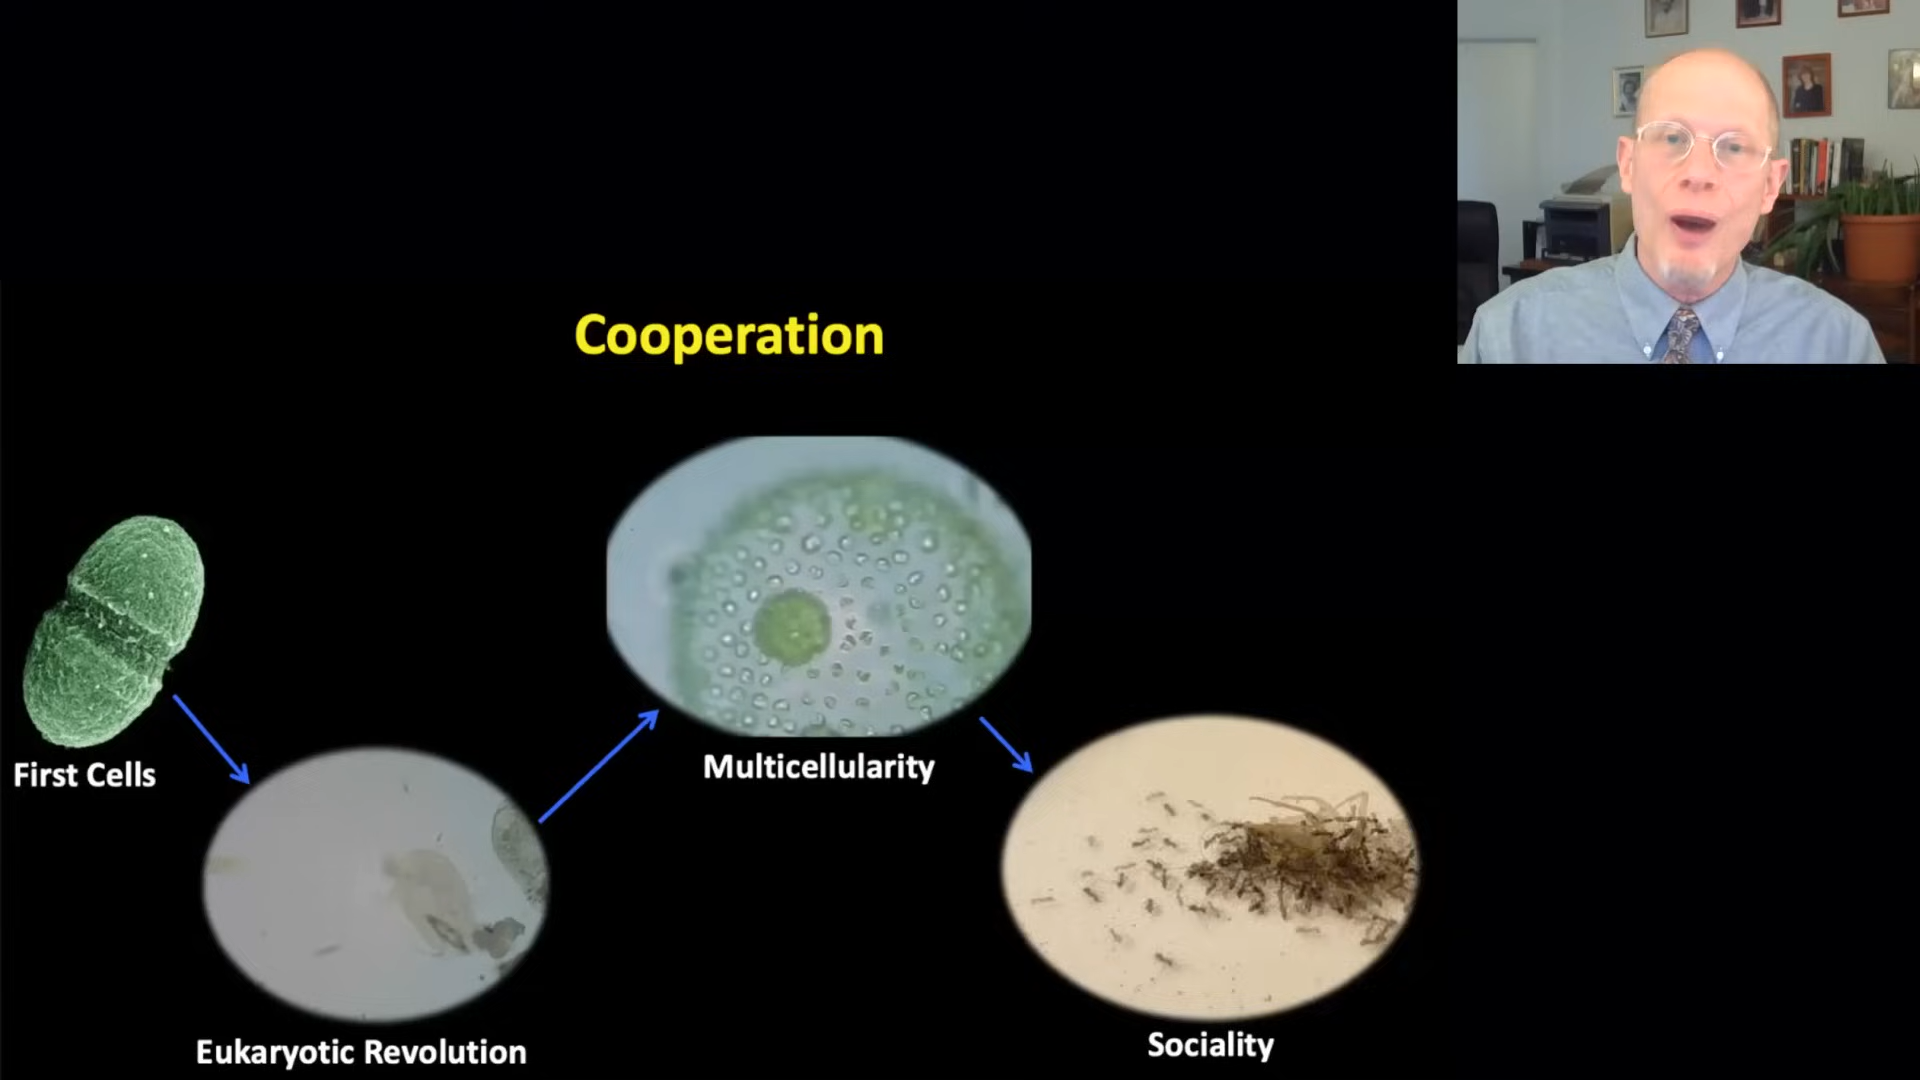 Cooperation
First Cells
Multicellularity
Eukaryotic Revolution
Sociality